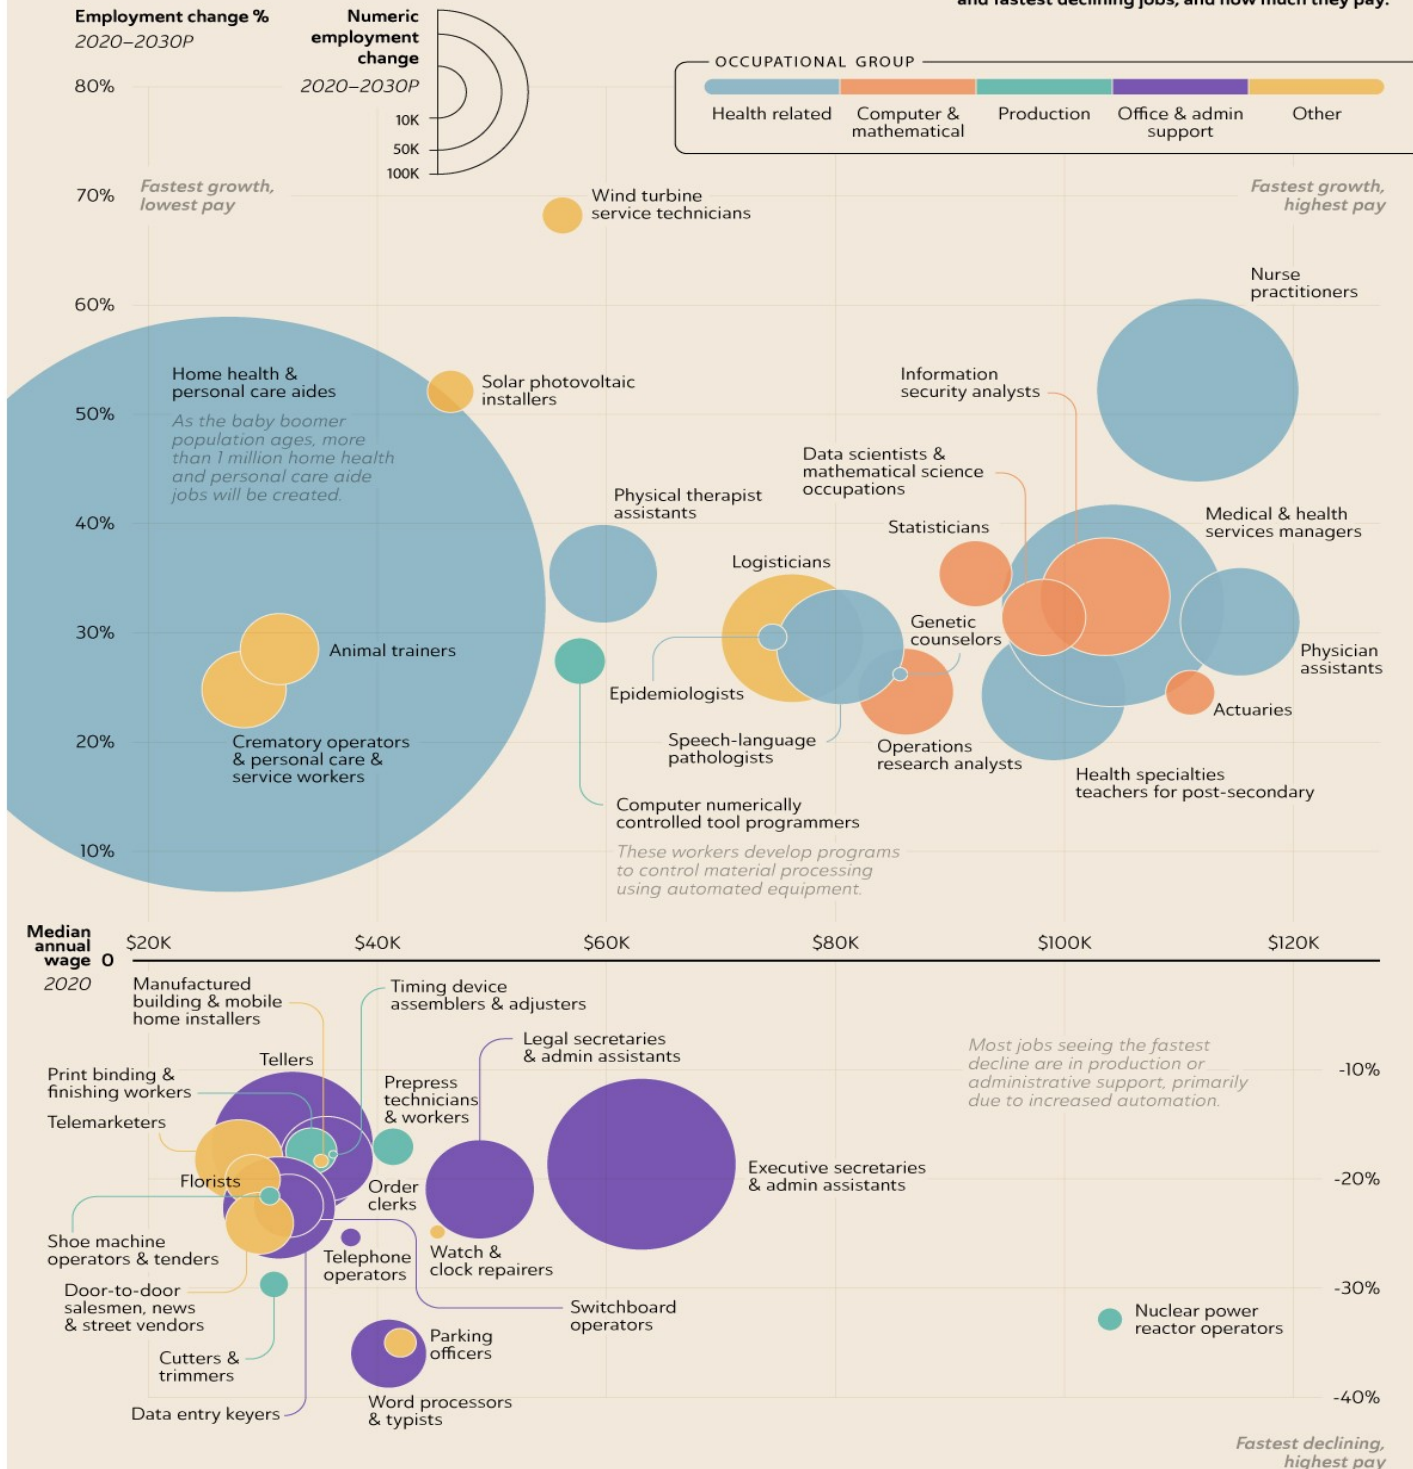 and fastest declining jobs, and how much they pay.
Employment change %
2020–2030P
Numeric
employment
change
2020–2030P
10K
50K
100K
OCCUPATIONAL GROUP
Health related
Computer &
mathematical
Production
Office & admin
support
Other
80%
70%
60%
50%
40%
30%
20%
10%
Fastest growth,
lowest pay
Fastest growth,
highest pay
Wind turbine
service technicians
Nurse
practitioners
Home health &
personal care aides
As the baby boomer
population ages, more
than 1 million home health
and personal care aide
jobs will be created.
Solar photovoltaic
installers
Information
security analysts
Data scientists &
mathematical science
occupations
Physical therapist
assistants
Statisticians
Medical & health
services managers
Logisticians
Genetic
counselors
Animal trainers
Physician
assistants
Epidemiologists
Actuaries
Crematory operators
& personal care &
service workers
Speech-language
pathologists
Operations
research analysts
Health specialties
teachers for post-secondary
Computer numerically
controlled tool programmers
These workers develop programs
to control material processing
using automated equipment.
Median
annual
wage 0
2020
$20K
$40K
$60K
$80K
$100K
$120K
Manufactured
building & mobile
home installers
Timing device
assemblers & adjusters
Legal secretaries
& admin assistants
Most jobs seeing the fastest
decline are in production or
administrative support, primarily
due to increased automation.
Tellers
Print binding &
finishing workers
Prepress
technicians
& workers
Telemarketers
-10%
-20%
-30%
-40%
Executive secretaries
& admin assistants
Florists
Order
clerks
Shoe machine
operators & tenders
Telephone
operators
Watch &
clock repairers
Door-to-door
salesmen, news
& street vendors
Switchboard
operators
Nuclear power
reactor operators
Parking
officers
Cutters &
trimmers
Word processors
& typists
Data entry keyers
Fastest declining,
highest pay